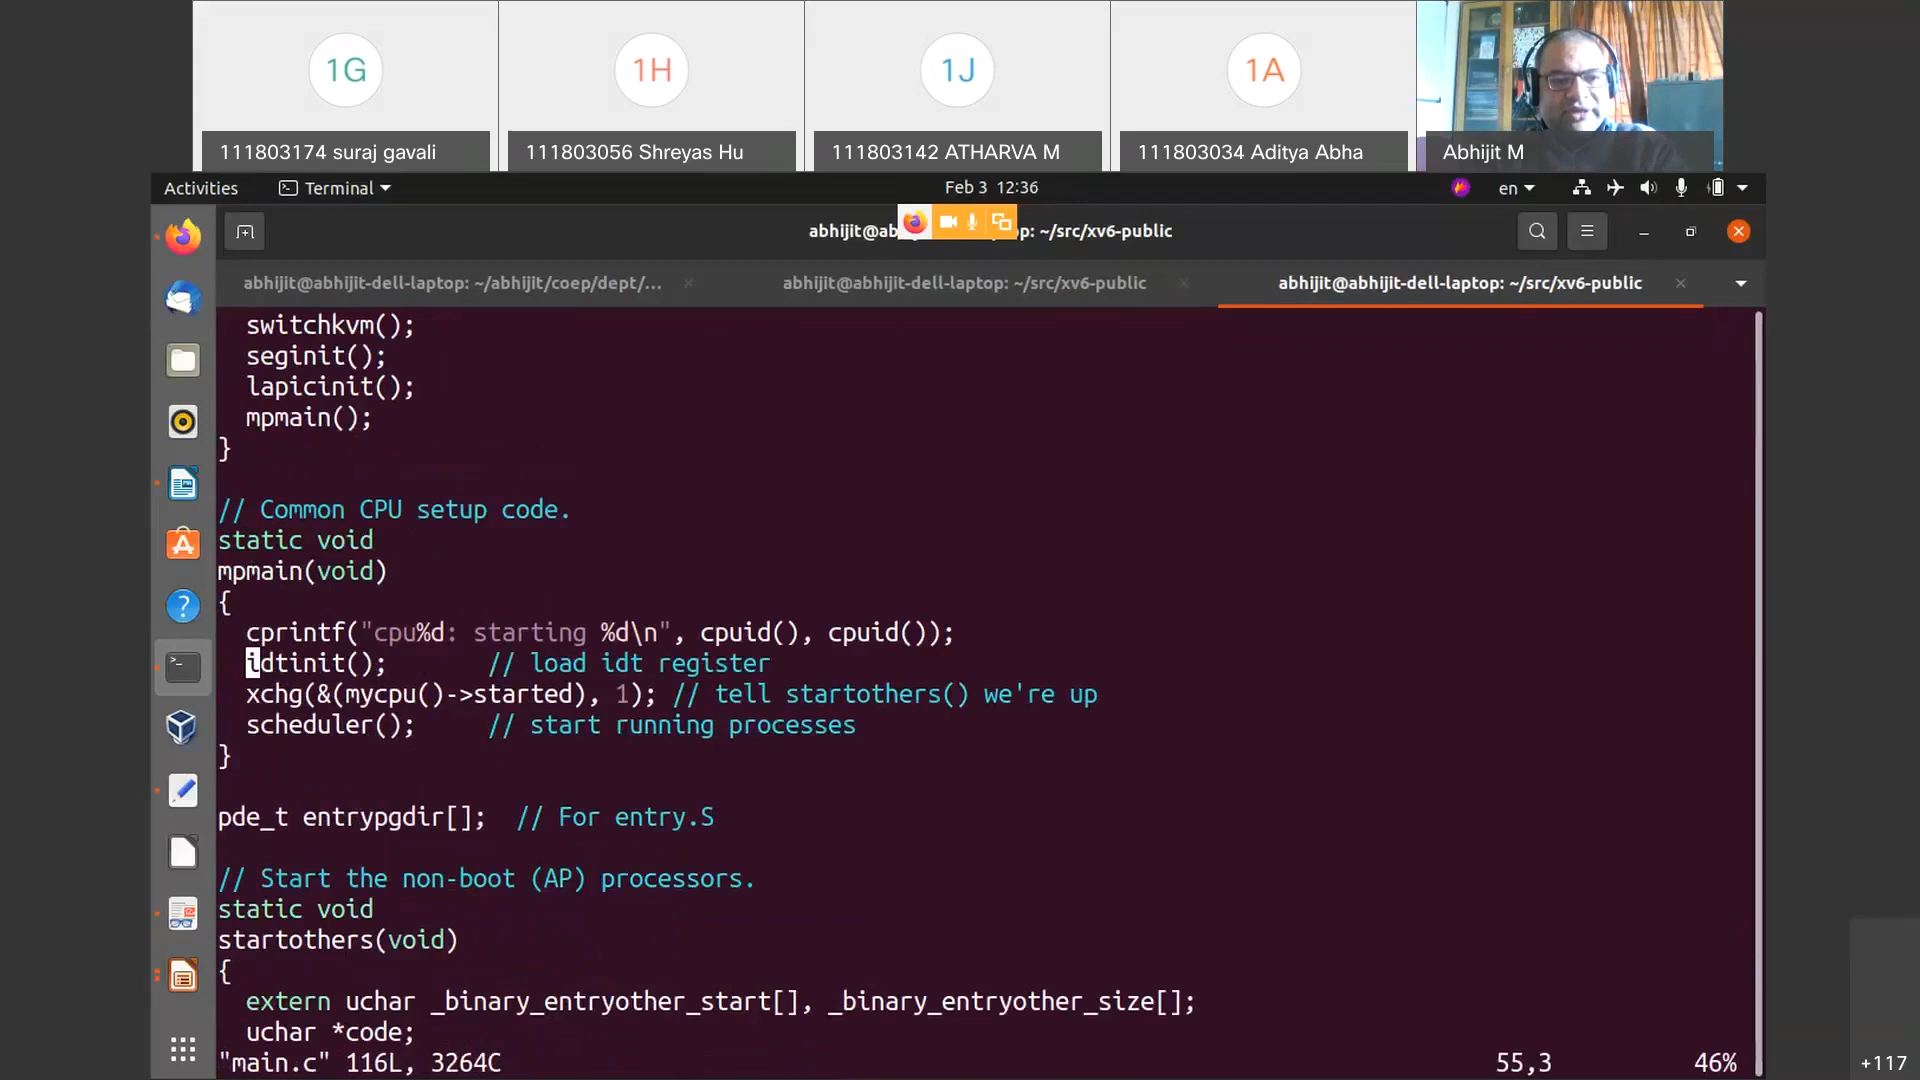 1G
1H
1J
1A
111803174 suraj gavali
111803056 Shreyas Hu
111803142 ATHARVA M
111803034 Aditya Abha
Abhijit M
Activities
Terminal
Feb 3 12:36
en
abhijit@ab
op: ~/src/xv6-public
abhijit@abhijit-dell-laptop: ~/abhijit/coep/dept/...
abhijit@abhijit-dell-laptop: ~/src/xv6-public
abhijit@abhijit-dell-laptop: ~/src/xv6-public
switchkvm();
seginit();
lapicinit();
mpmain();
}
// Common CPU setup code.
static void
mpmain(void)
{
cprintf("cpu%d: starting %d\n", cpuid(), cpuid());
idtinit(); // load idt register
xchg(&(mycpu()->started), 1); // tell startothers() we're up
scheduler(); // start running processes
}
pde_t entrypgdir[]; // For entry.S
// Start the non-boot (AP) processors.
static void
startothers(void)
{
extern uchar _binary_entryother_start[], _binary_entryother_size[];
uchar *code;
"main.c" 116L, 3264C
55,3
46%
+117